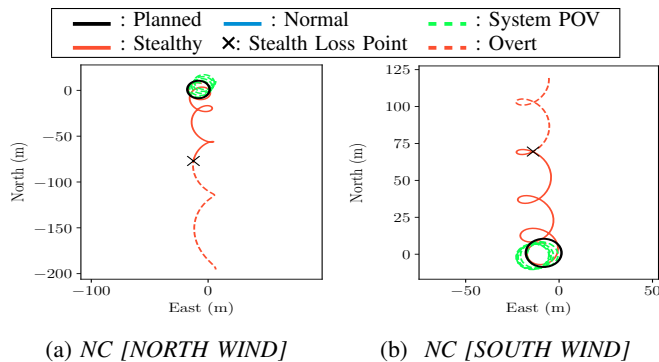 : Planned : Normal : System POV
: Stealthy ×: Stealth Loss Point : Overt
0
−50
−100
−150
−200
North (m)
−100 0
East (m)
125
100
75
50
25
0
North (m)
−50 0 50
East (m)
(a) NC [NORTH WIND]
(b) NC [SOUTH WIND]